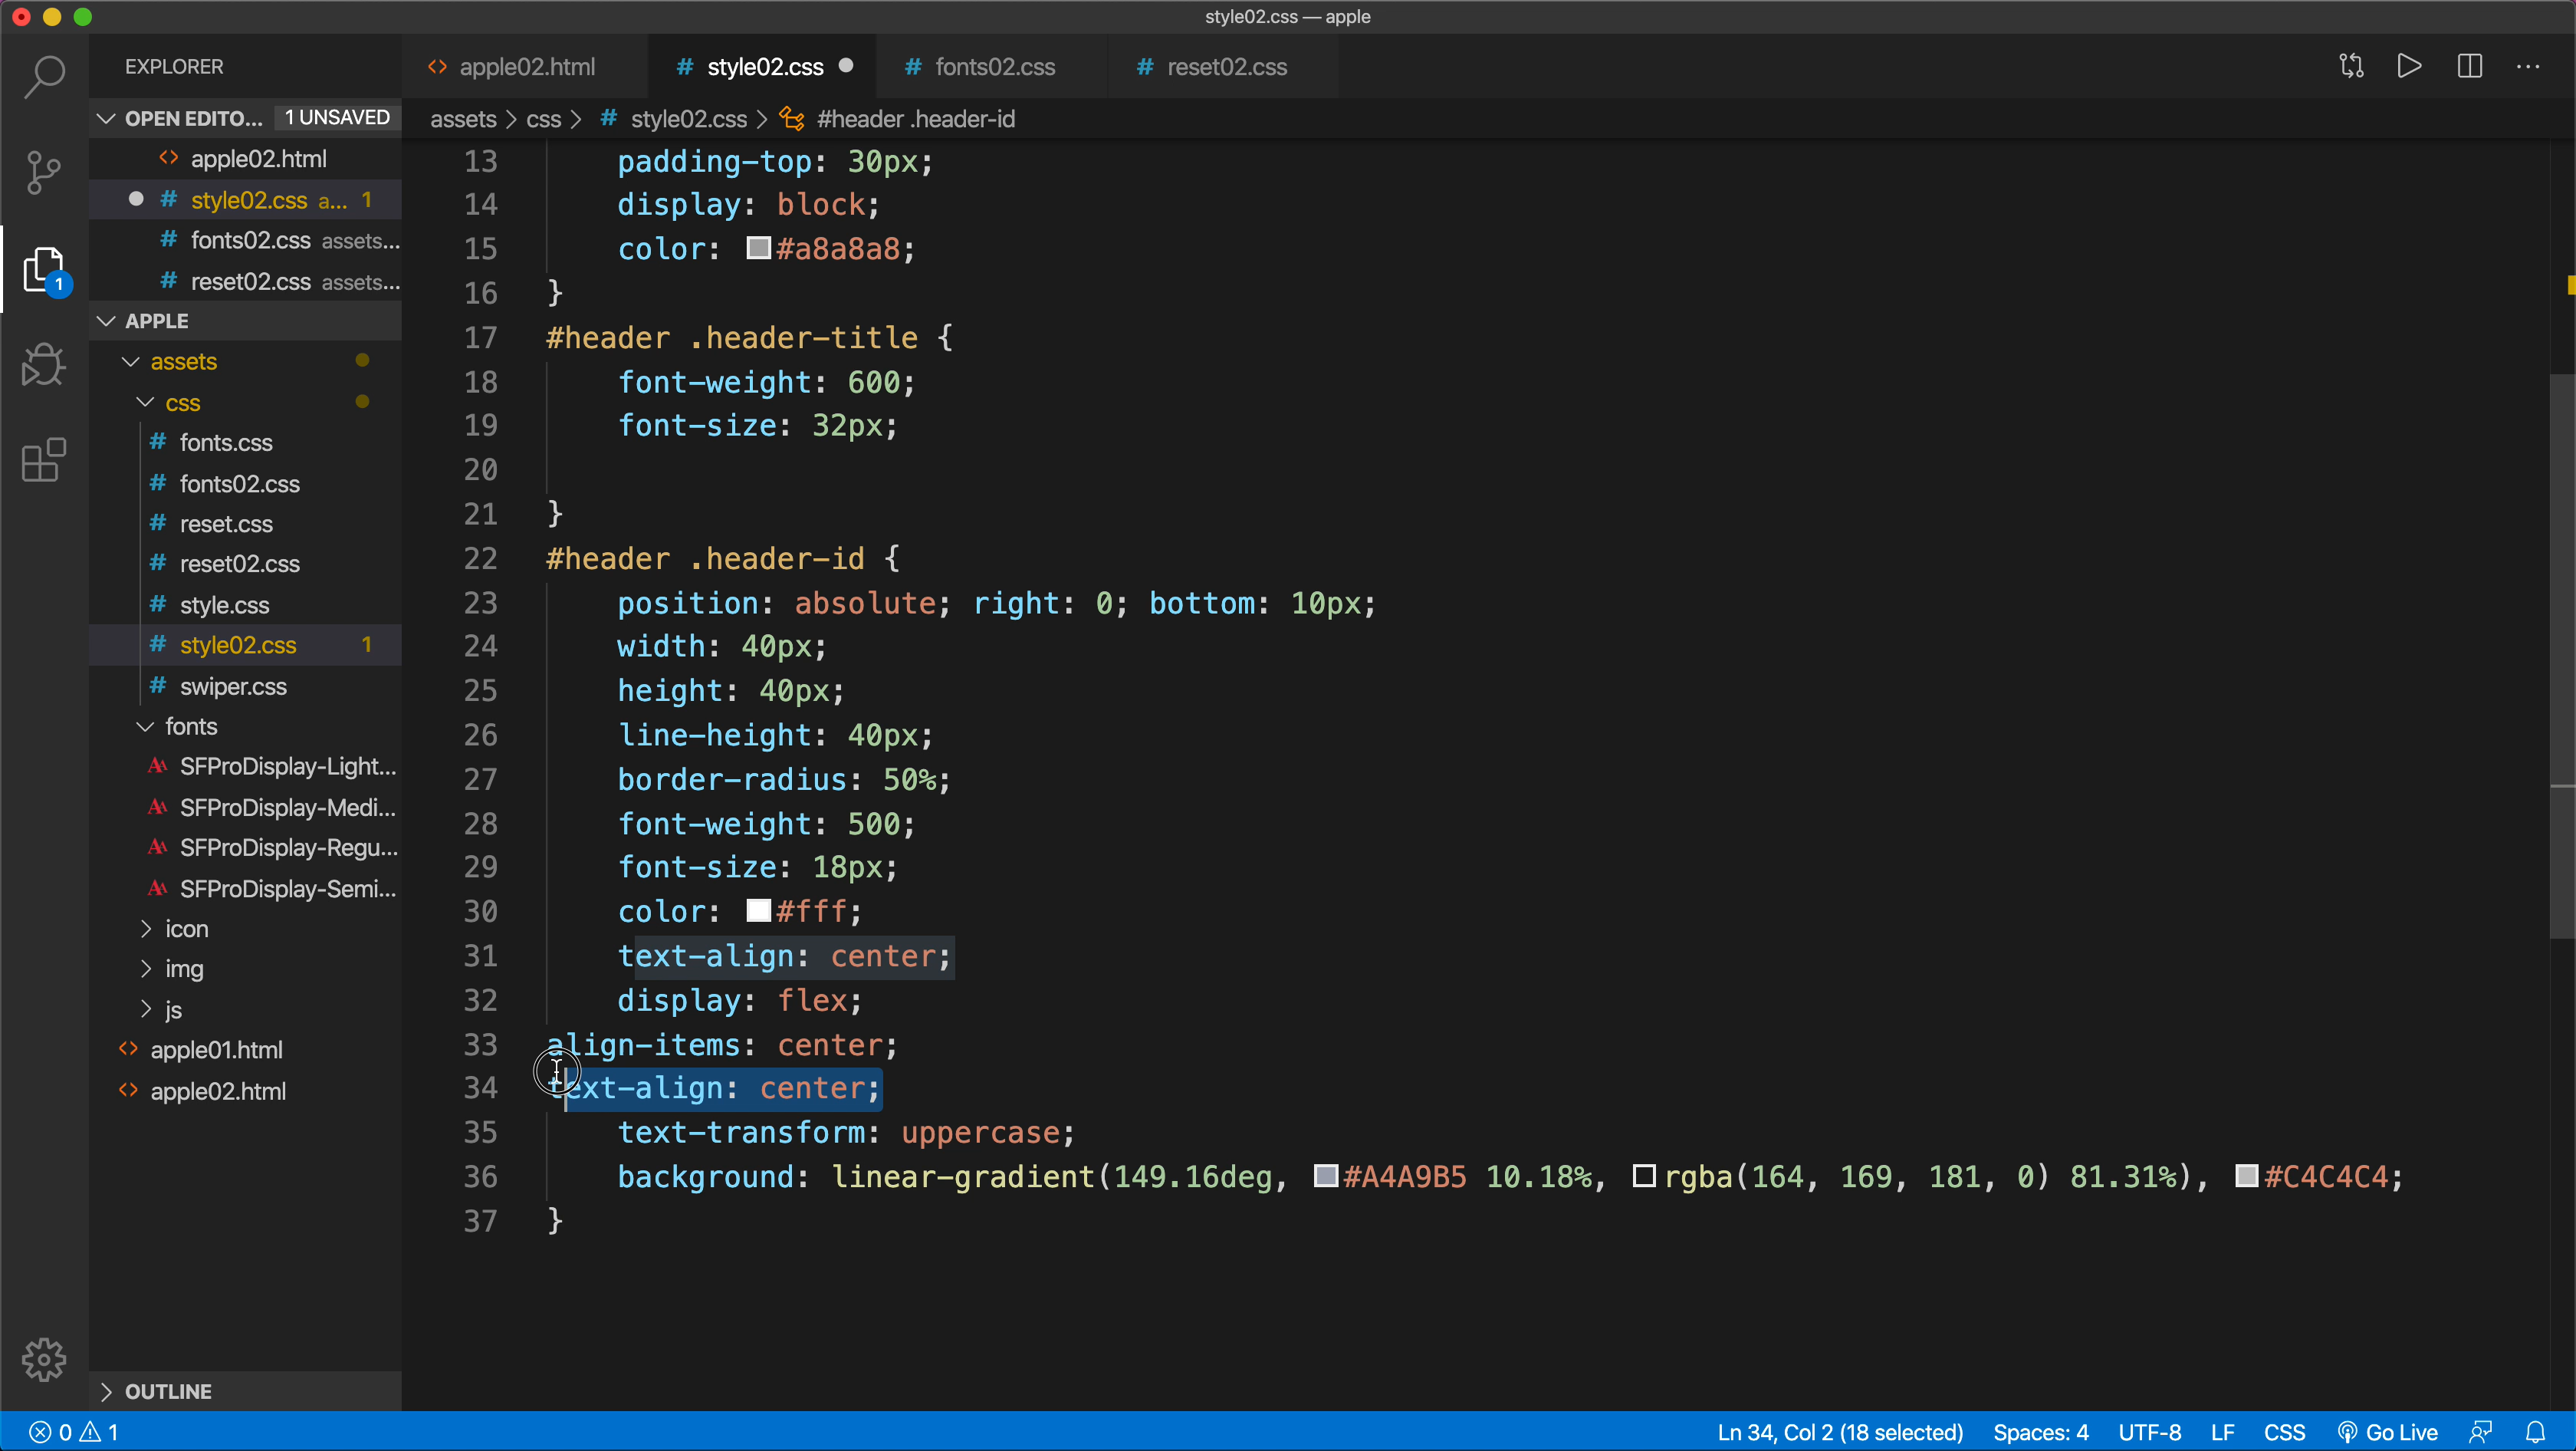 style02.css — apple
EXPLORER
OPEN EDITO... 1 UNSAVED
apple02.html
style02.css a... 1
fonts02.css assets...
reset02.css assets...
APPLE
assets
css
fonts.css
fonts02.css
reset.css
reset02.css
style.css
style02.css 1
swiper.css
fonts
SFProDisplay-Light...
SFProDisplay-Medi...
SFProDisplay-Regu...
SFProDisplay-Semi...
icon
img
js
apple01.html
apple02.html
OUTLINE
1
apple02.html # style02.css # fonts02.css # reset02.css
assets > css > # style02.css > #header .header-id
13 padding-top: 30px;
14 display: block;
15 color: #a8a8a8;
16 }
17 #header .header-title {
18 font-weight: 600;
19 font-size: 32px;
20
21 }
22 #header .header-id {
23 position: absolute; right: 0; bottom: 10px;
24 width: 40px;
25 height: 40px;
26 line-height: 40px;
27 border-radius: 50%;
28 font-weight: 500;
29 font-size: 18px;
30 color: #fff;
31 text-align: center;
32 display: flex;
33 align-items: center;
34 text-align: center;
35 text-transform: uppercase;
36 background: linear-gradient(149.16deg, #A4A9B5 10.18%, rgba(164, 169, 181, 0) 81.31%), #C4C4C4;
37 }
0 1 Ln 34, Col 2 (18 selected) Spaces: 4 UTF-8 LF CSS Go Live